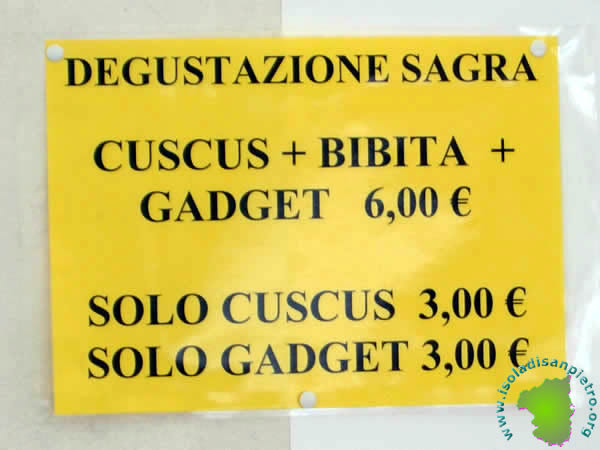 DEGUSTAZIONE SAGRA
CUSCUS + BIBITA +
GADGET 6,00 €
SOLO CUSCUS 3,00 €
SOLO GADGET 3,00 €
www.isoladisanpietro.org